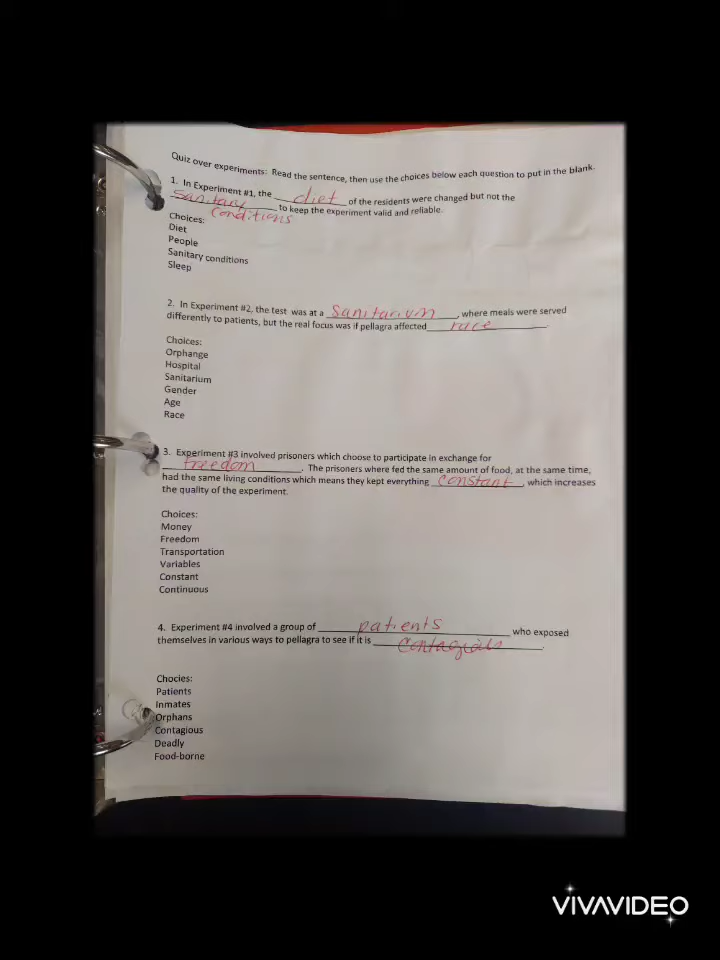 Quiz over experiments: Read the sentence, then use the choices below each question to put in the blank.
1. In Experiment #1, the diet of the residents were changed but not the
sanitary to keep the experiment valid and reliable.
conditions
Choices:
Diet
People
Sanitary conditions
Sleep
2. In Experiment #2, the test was at a Sanitarium, where meals were served
differently to patients, but the real focus was if pellagra affected race.
Choices:
Orphange
Hospital
Sanitarium
Gender
Age
Race
3. Experiment #3 involved prisoners which choose to participate in exchange for
freedom. The prisoners where fed the same amount of food, at the same time,
had the same living conditions which means they kept everything constant, which increases
the quality of the experiment.
Choices:
Money
Freedom
Transportation
Variables
Constant
Continuous
4. Experiment #4 involved a group of patients who exposed
themselves in various ways to pellagra to see if it is contagious.
Chocies:
Patients
Inmates
Orphans
Contagious
Deadly
Food-borne
VIVAVIDEO